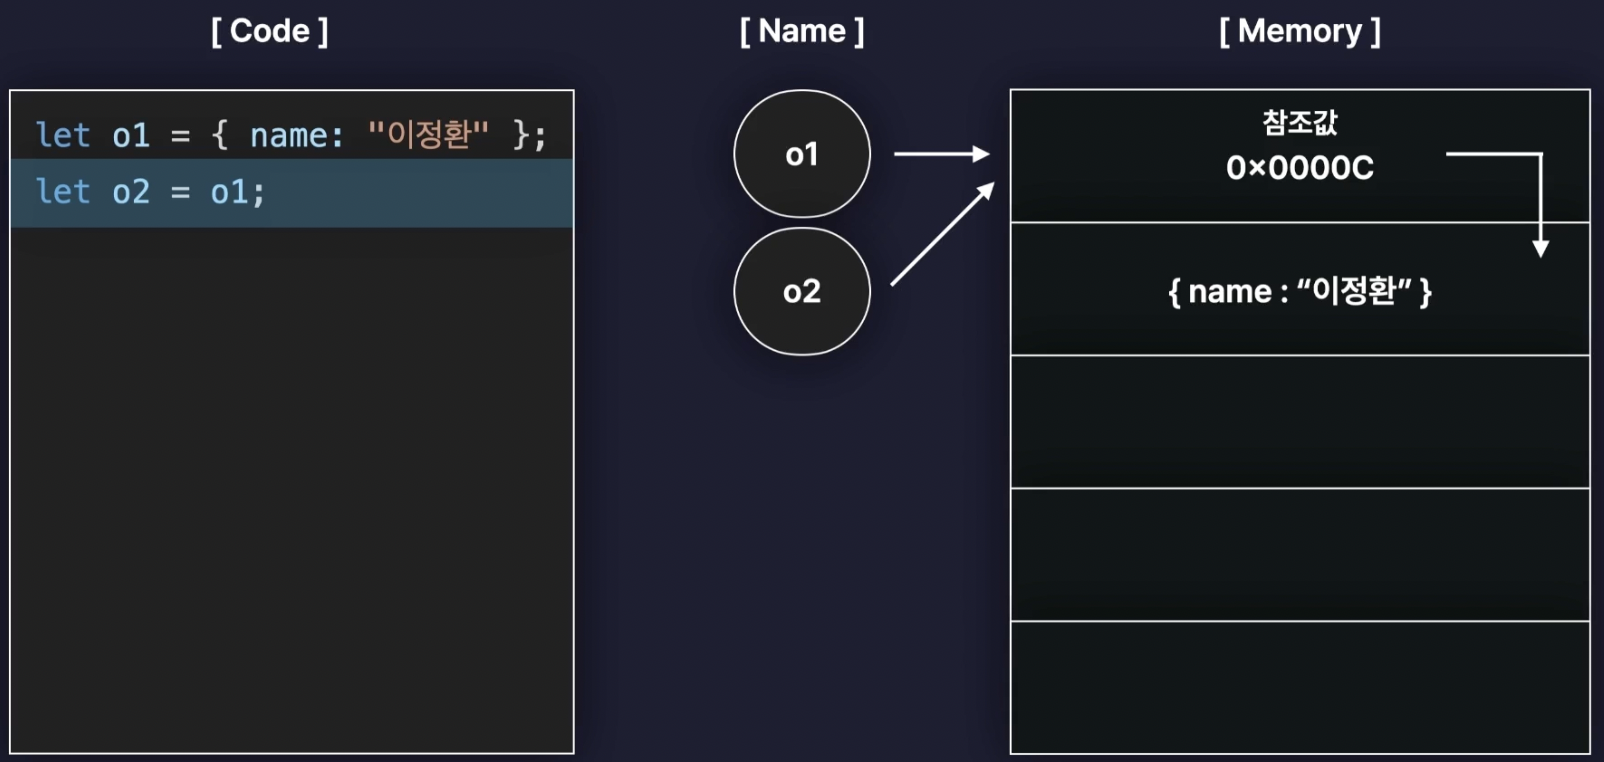 [ Code ]
[ Name ]
[ Memory ]
let o1 = { name: "이정환" };
let o2 = o1;
o1
o2
참조값
0×0000C
{ name : “이정환” }